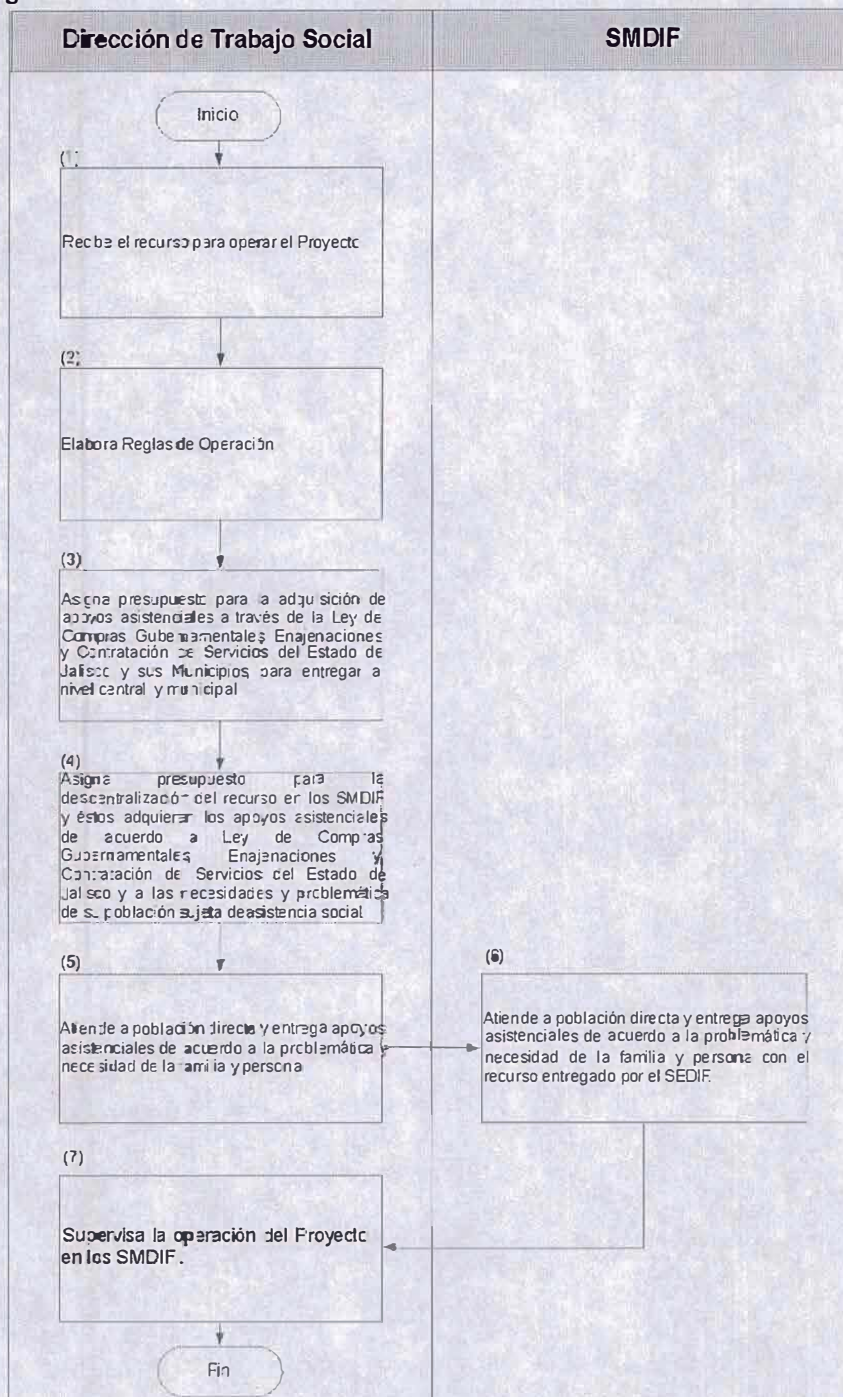 Dirección de Trabajo Social
SMDIF
Inicio
(1)
Recibe el recurso para operar el Proyecto
(2)
Elabora Reglas de Operación
(3)
Asigna presupuesto para la adquisición de
apoyos asistenciales a través de la Ley de
Compras Gubernamentales, Enajenaciones
y Contratación de Servicios del Estado de
Jalisco y sus Municipios, para entregar a
nivel central y municipal
(4)
Asigna presupuesto para la
descentralización del recurso en los SMDIF
y éstos adquieran los apoyos asistenciales
de acuerdo a Ley de Compras
Gubernamentales, Enajenaciones y
Contratación de Servicios del Estado de
Jalisco y a las necesidades y problemática
de su población sujeta de asistencia social
(5)
Atiende a población directa y entrega apoyos
asistenciales de acuerdo a la problemática y
necesidad de la familia y persona
(6)
Atiende a población directa y entrega apoyos
asistenciales de acuerdo a la problemática y
necesidad de la familia y persona con el
recurso entregado por el SEDIF.
(7)
Supervisa la operación del Proyecto
en los SMDIF.
Fin